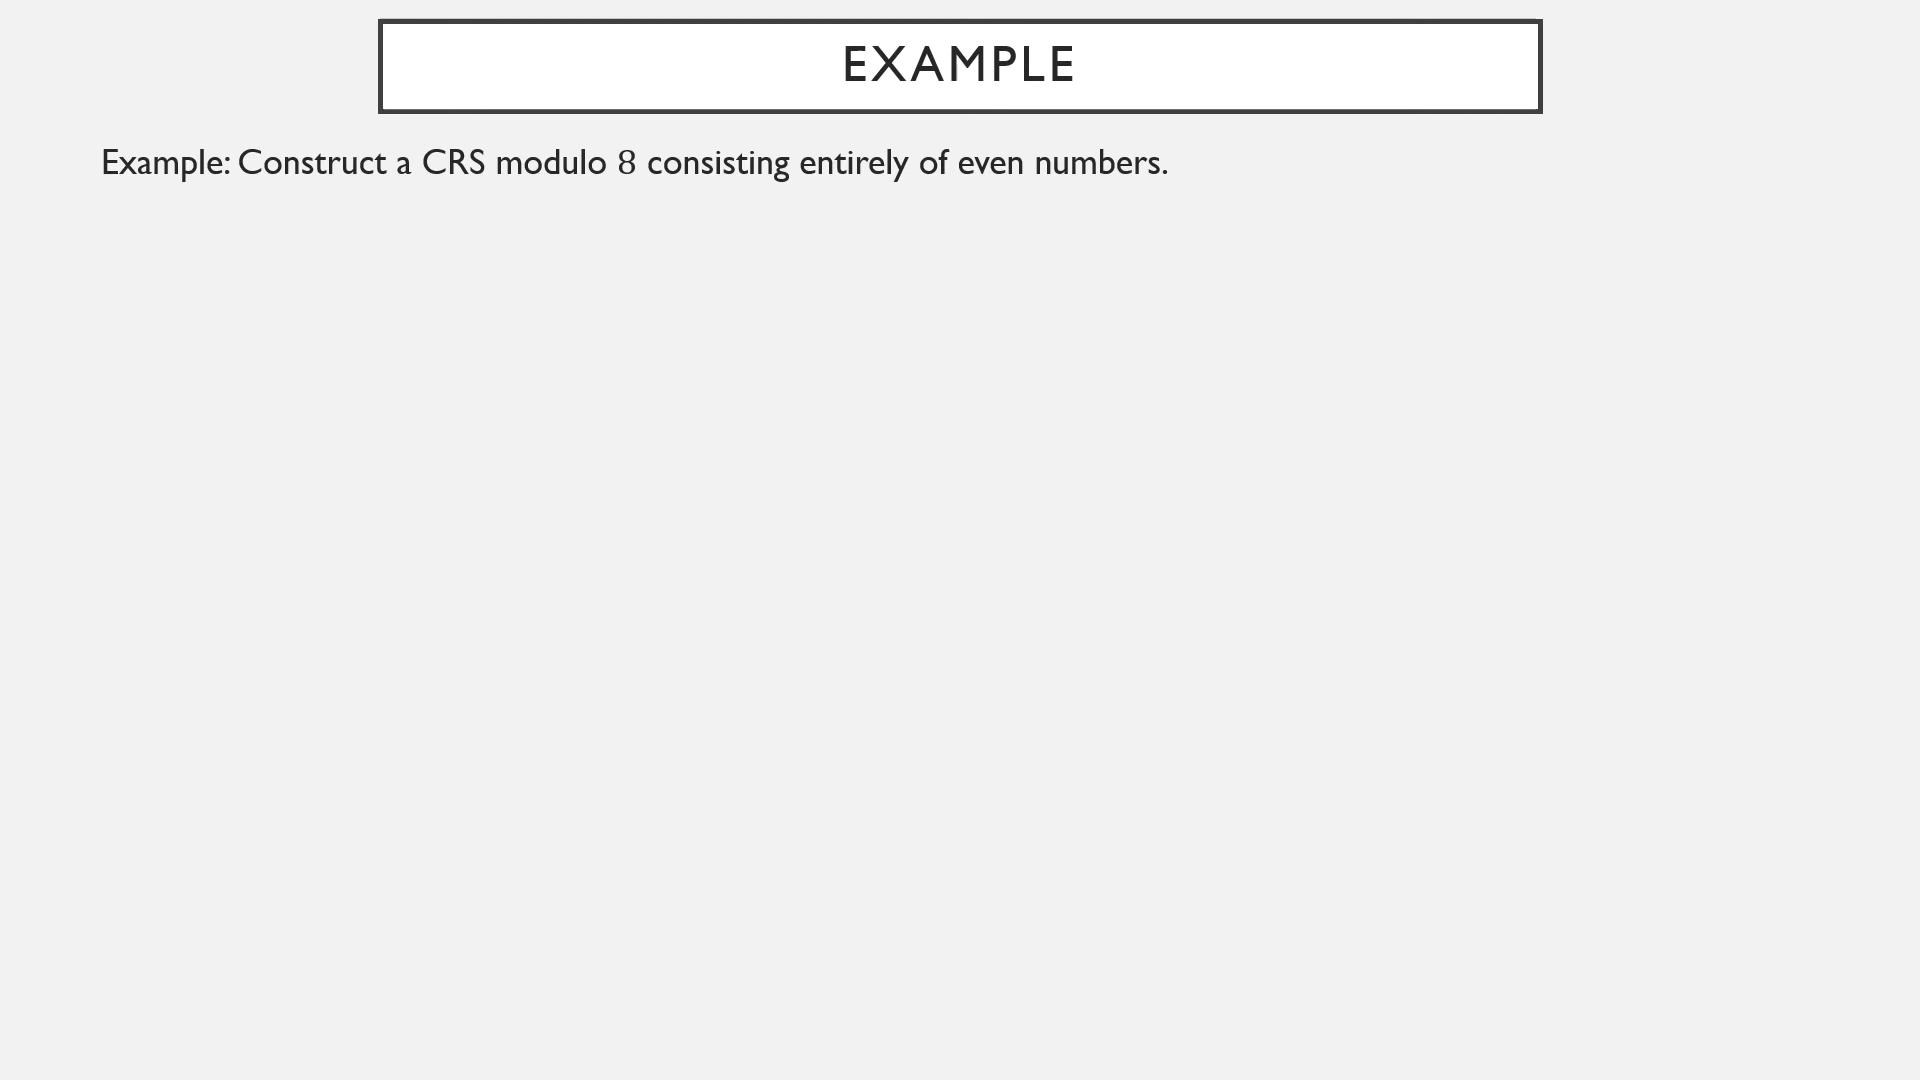 EXAMPLE
Example: Construct a CRS modulo 8 consisting entirely of even numbers.